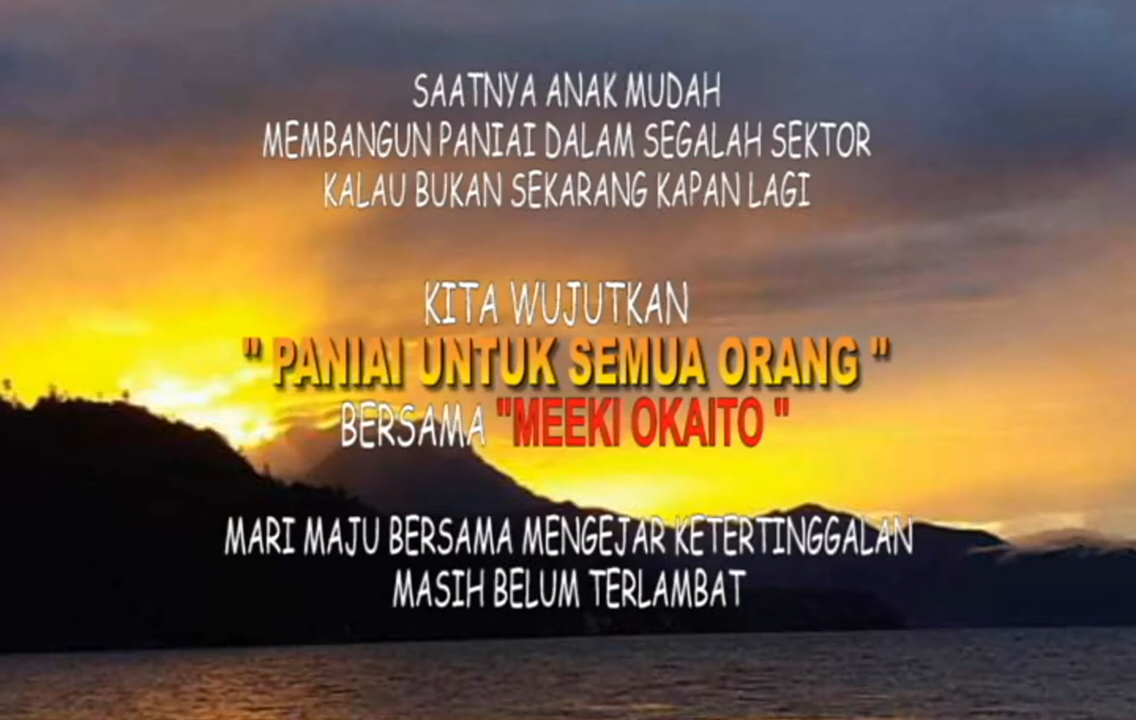 SAATNYA ANAK MUDAH
MEMBANGUN PANIAI DALAM SEGALAH SEKTOR
KALAU BUKAN SEKARANG KAPAN LAGI
KITA WUJUTKAN
" PANIAI UNTUK SEMUA ORANG "
BERSAMA "MEEKI OKAITO "
MARI MAJU BERSAMA MENGEJAR KETERTINGGALAN
MASIH BELUM TERLAMBAT